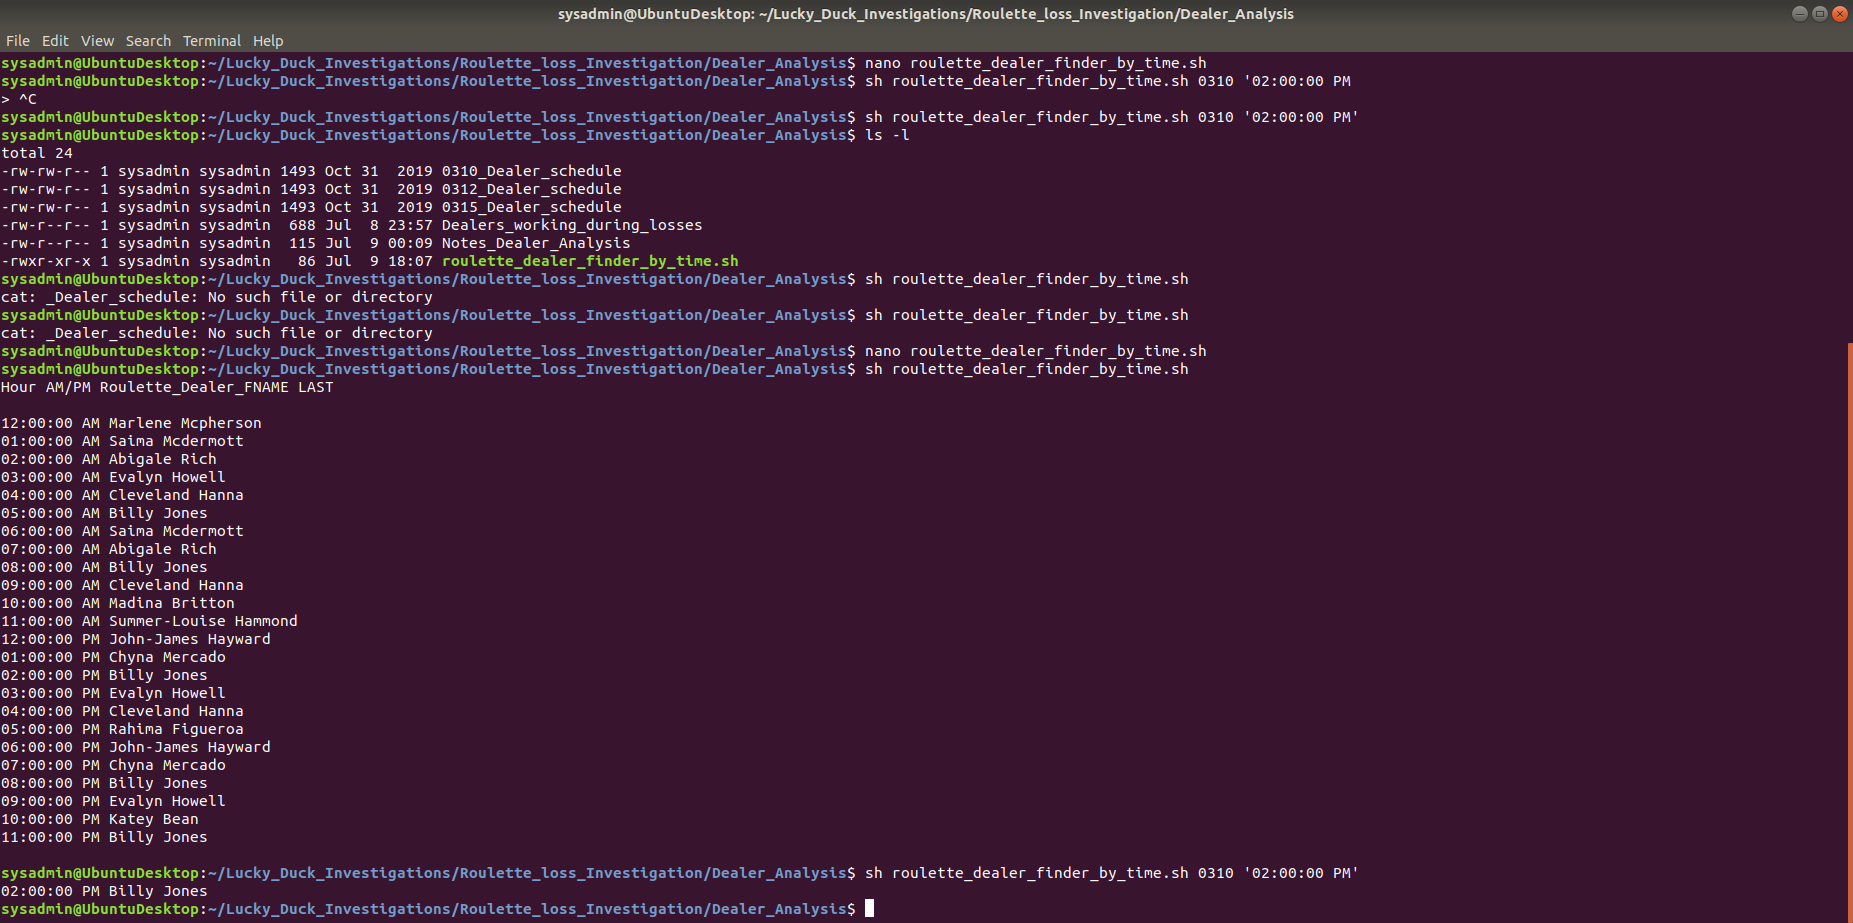 sysadmin@UbuntuDesktop: ~/Lucky_Duck_Investigations/Roulette_loss_Investigation/Dealer_Analysis
File Edit View Search Terminal Help
sysadmin@UbuntuDesktop:~/Lucky_Duck_Investigations/Roulette_loss_Investigation/Dealer_Analysis$ nano roulette_dealer_finder_by_time.sh
sysadmin@UbuntuDesktop:~/Lucky_Duck_Investigations/Roulette_loss_Investigation/Dealer_Analysis$ sh roulette_dealer_finder_by_time.sh 0310 '02:00:00 PM
> ^C
sysadmin@UbuntuDesktop:~/Lucky_Duck_Investigations/Roulette_loss_Investigation/Dealer_Analysis$ sh roulette_dealer_finder_by_time.sh 0310 '02:00:00 PM'
sysadmin@UbuntuDesktop:~/Lucky_Duck_Investigations/Roulette_loss_Investigation/Dealer_Analysis$ ls -l
total 24
-rw-rw-r-- 1 sysadmin sysadmin 1493 Oct 31  2019 0310_Dealer_schedule
-rw-rw-r-- 1 sysadmin sysadmin 1493 Oct 31  2019 0312_Dealer_schedule
-rw-rw-r-- 1 sysadmin sysadmin 1493 Oct 31  2019 0315_Dealer_schedule
-rw-r--r-- 1 sysadmin sysadmin  688 Jul  8 23:57 Dealers_working_during_losses
-rw-r--r-- 1 sysadmin sysadmin  115 Jul  9 00:09 Notes_Dealer_Analysis
-rwxr-xr-x 1 sysadmin sysadmin   86 Jul  9 18:07 roulette_dealer_finder_by_time.sh
sysadmin@UbuntuDesktop:~/Lucky_Duck_Investigations/Roulette_loss_Investigation/Dealer_Analysis$ sh roulette_dealer_finder_by_time.sh
cat: _Dealer_schedule: No such file or directory
sysadmin@UbuntuDesktop:~/Lucky_Duck_Investigations/Roulette_loss_Investigation/Dealer_Analysis$ sh roulette_dealer_finder_by_time.sh
cat: _Dealer_schedule: No such file or directory
sysadmin@UbuntuDesktop:~/Lucky_Duck_Investigations/Roulette_loss_Investigation/Dealer_Analysis$ nano roulette_dealer_finder_by_time.sh
sysadmin@UbuntuDesktop:~/Lucky_Duck_Investigations/Roulette_loss_Investigation/Dealer_Analysis$ sh roulette_dealer_finder_by_time.sh
Hour AM/PM Roulette_Dealer_FNAME LAST
12:00:00 AM Marlene Mcpherson
01:00:00 AM Saima Mcdermott
02:00:00 AM Abigale Rich
03:00:00 AM Evalyn Howell
04:00:00 AM Cleveland Hanna
05:00:00 AM Billy Jones
06:00:00 AM Saima Mcdermott
07:00:00 AM Abigale Rich
08:00:00 AM Billy Jones
09:00:00 AM Cleveland Hanna
10:00:00 AM Madina Britton
11:00:00 AM Summer-Louise Hammond
12:00:00 PM John-James Hayward
01:00:00 PM Chyna Mercado
02:00:00 PM Billy Jones
03:00:00 PM Evalyn Howell
04:00:00 PM Cleveland Hanna
05:00:00 PM Rahima Figueroa
06:00:00 PM John-James Hayward
07:00:00 PM Chyna Mercado
08:00:00 PM Billy Jones
09:00:00 PM Evalyn Howell
10:00:00 PM Katey Bean
11:00:00 PM Billy Jones
sysadmin@UbuntuDesktop:~/Lucky_Duck_Investigations/Roulette_loss_Investigation/Dealer_Analysis$ sh roulette_dealer_finder_by_time.sh 0310 '02:00:00 PM'
02:00:00 PM Billy Jones
sysadmin@UbuntuDesktop:~/Lucky_Duck_Investigations/Roulette_loss_Investigation/Dealer_Analysis$